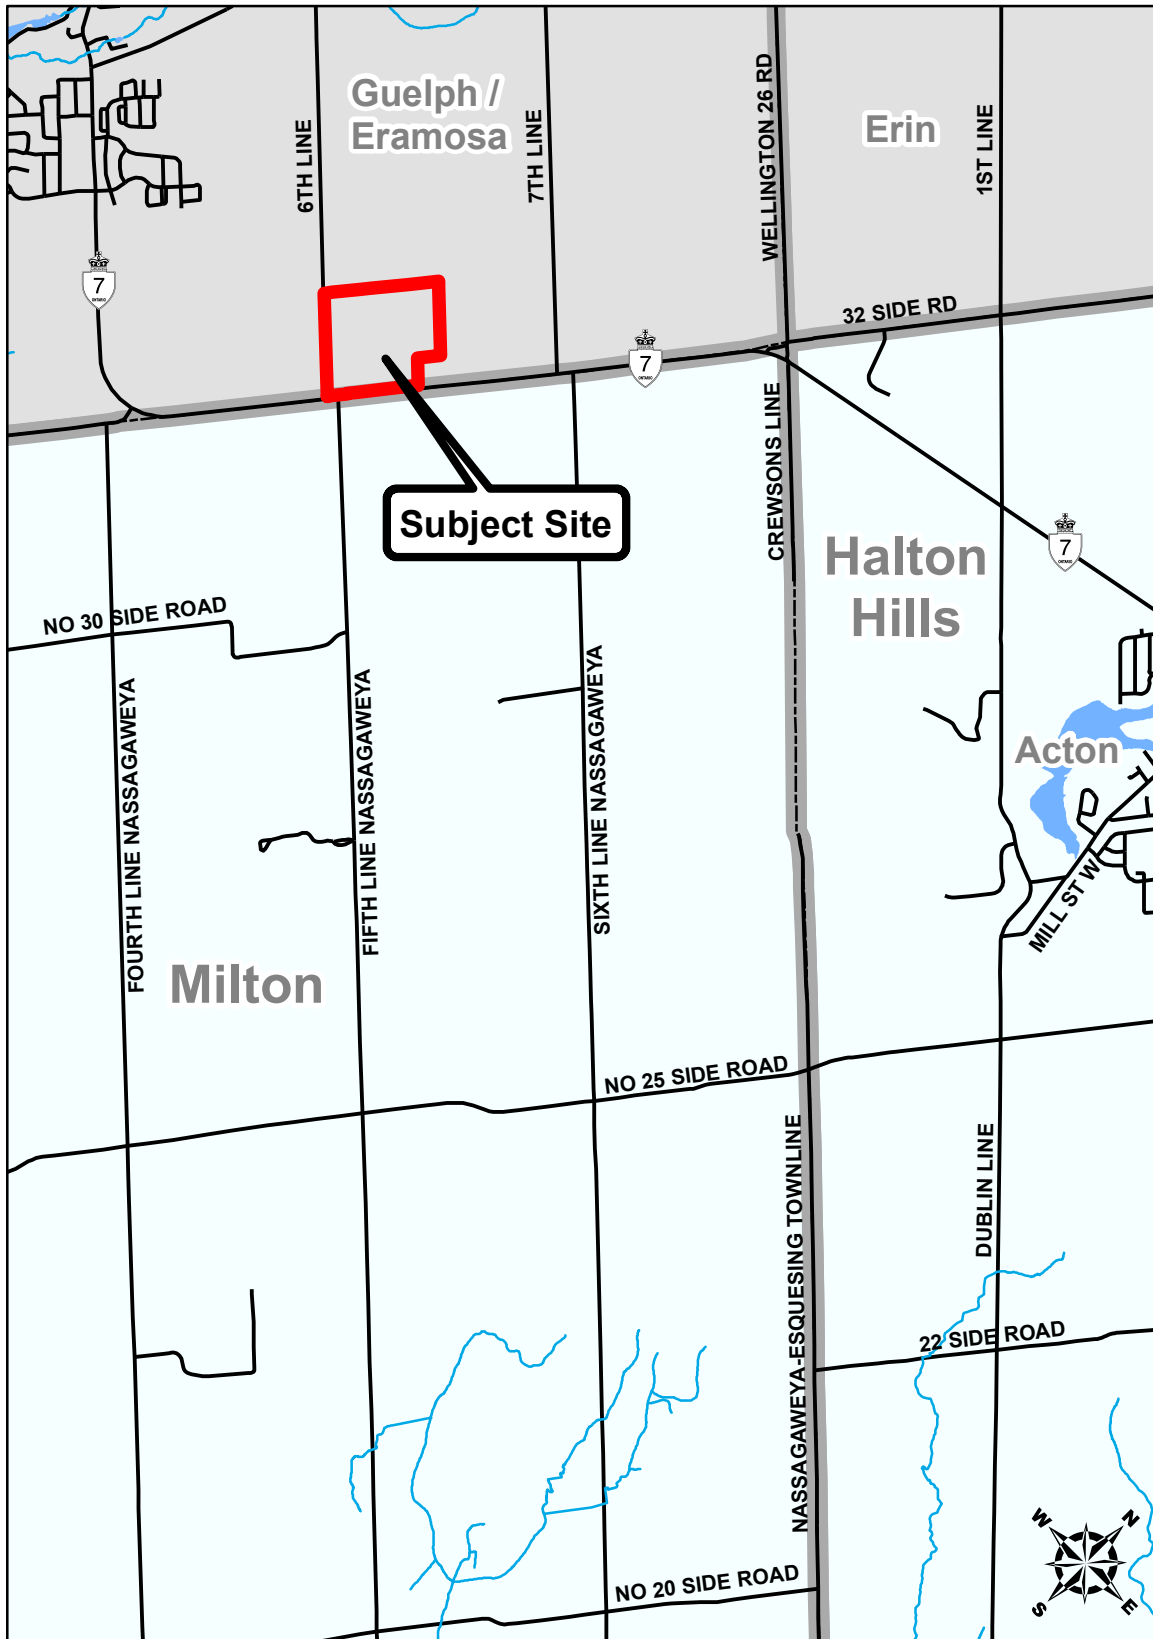 Guelph /
Eramosa
Erin
6TH LINE
7TH LINE
WELLINGTON 26 RD
1ST LINE
7
ONTARIO
32 SIDE RD
7
ONTARIO
Subject Site
CREWSONS LINE
Halton
Hills
7
ONTARIO
NO 30 SIDE ROAD
FOURTH LINE NASSAGAWEYA
FIFTH LINE NASSAGAWEYA
SIXTH LINE NASSAGAWEYA
Acton
MILL ST W
Milton
NO 25 SIDE ROAD
NASSAGAWEYA-ESQUESING TOWNLINE
DUBLIN LINE
22 SIDE ROAD
NO 20 SIDE ROAD
W
N
S
E